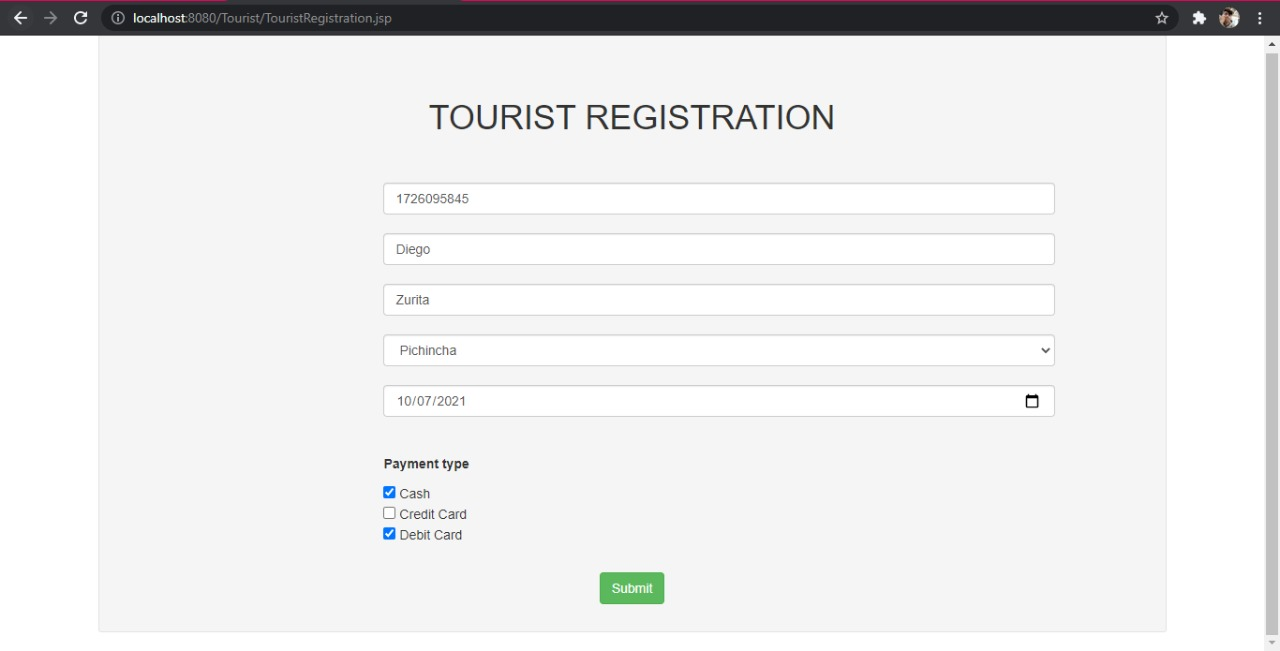 localhost:8080/Tourist/TouristRegistration.jsp
TOURIST REGISTRATION
1726095845
Diego
Zurita
Pichincha
10/07/2021
Payment type
Cash
Credit Card
Debit Card
Submit